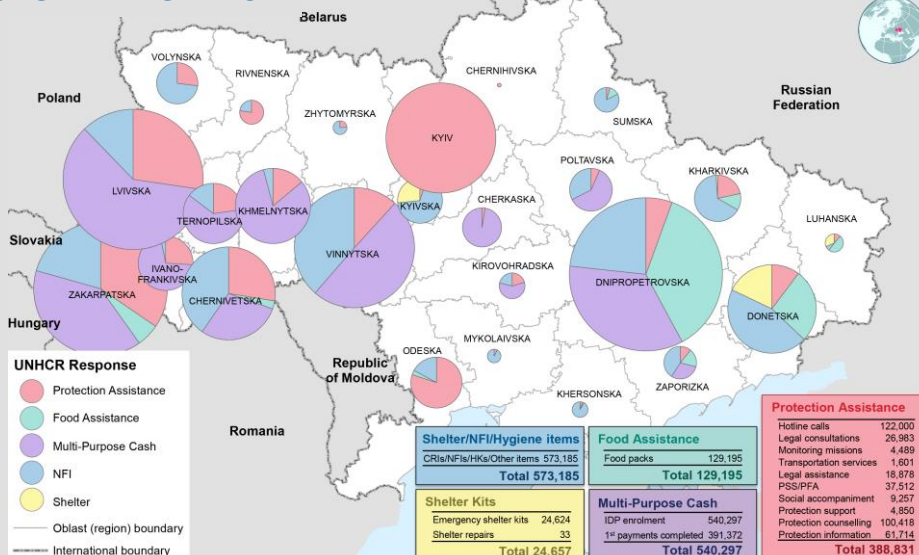 Belarus
VOLYNSKA
RIVNENSKA
CHERNIHIVSKA
Poland
ZHYTOMYRSKA
SUMSKA
Russian
Federation
KYIV
LVIVSKA
TERNOPILSKA
KHMELNYTSKA
KYIVSKA
POLTAVSKA
KHARKIVSKA
CHERKASKA
LUHANSKA
Slovakia
IVANO-
FRANKIVSKA
ZAKARPATSKA
CHERNIVETSKA
VINNYTSKA
KIROVOHRADSKA
DNIPROPETROVSKA
DONETSKA
Hungary
MYKOLAIVSKA
ODESKA
Republic
of Moldova
ZAPORIZKA
KHERSONSKA
Romania
UNHCR Response
Protection Assistance
Food Assistance
Multi-Purpose Cash
NFI
Shelter
Oblast (region) boundary
International boundary
Shelter/NFI/Hygiene items
CRIs/NFIs/HKs/Other items 573,185
Total 573,185
Food Assistance
Food packs 129,195
Total 129,195
Shelter Kits
Emergency shelter kits 24,624
Shelter repairs 33
Total 24,657
Multi-Purpose Cash
IDP enrolment 540,297
1st payments completed 391,372
Total 540,297
Protection Assistance
Hotline calls 122,000
Legal consultations 26,983
Monitoring missions 4,489
Transportation services 1,601
Legal assistance 18,878
PSS/PFA 37,512
Social accompaniment 9,257
Protection support 4,850
Protection counselling 100,418
Protection information 61,714
Total 388,831